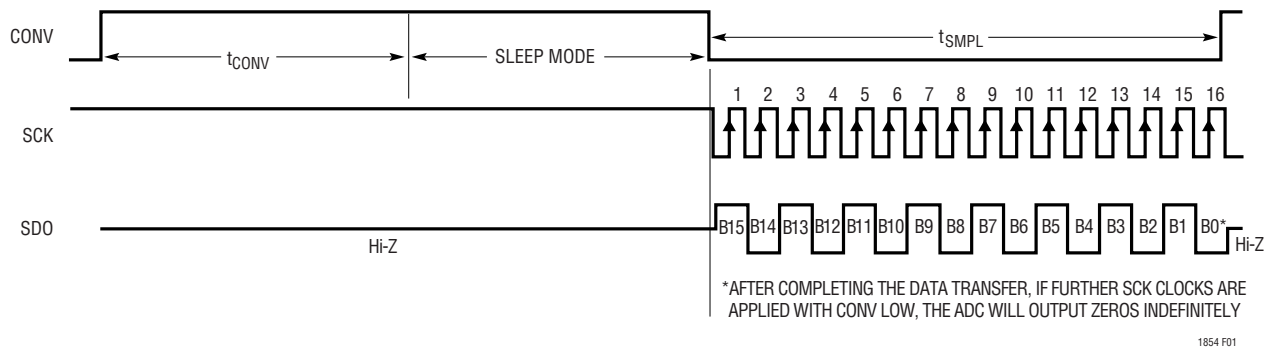 CONV
tCONV
SLEEP MODE
tSMPL
1 2 3 4 5 6 7 8 9 10 11 12 13 14 15 16
SCK
SDO
Hi-Z
B15 B14 B13 B12 B11 B10 B9 B8 B7 B6 B5 B4 B3 B2 B1 B0*
Hi-Z
*AFTER COMPLETING THE DATA TRANSFER, IF FURTHER SCK CLOCKS ARE
APPLIED WITH CONV LOW, THE ADC WILL OUTPUT ZEROS INDEFINITELY
1854 F01